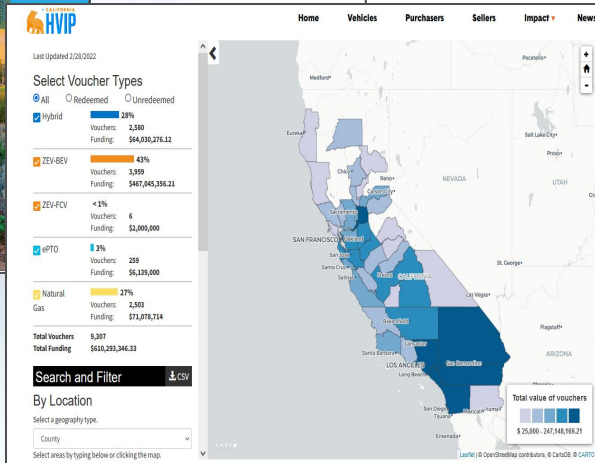 CALIFORNIA
HVIP
Home Vehicles Purchasers Sellers Impact News
Last Updated 2/28/2022
Select Voucher Types
All Redeemed Unredeemed
Hybrid 28%
Vouchers: 2,580
Funding: $64,030,276.12
ZEV-BEV 43%
Vouchers: 3,959
Funding: $467,045,356.21
ZEV-FCV < 1%
Vouchers: 6
Funding: $2,000,000
ePTO 3%
Vouchers: 259
Funding: $6,139,000
Natural Gas 27%
Vouchers: 2,503
Funding: $71,078,714
Total Vouchers 9,307
Total Funding $610,293,346.33
Search and Filter CSV
By Location
Select a geography type.
County
Select areas by typing below or clicking the map.
+
-
Medford
Pocatello
Eureka
Salt Lake City
Provo
Chico
Reno
Carson City
NEVADA
UTAH
Sacramento
SAN FRANCISCO
Oakland
San Jose
Santa Cruz
Salinas
Fresno
CALIFORNIA
St. George
Las Vegas
Bakersfield
Flagstaff
Lancaster
Santa Barbara
LOS ANGELES
San Bernardino
ARIZONA
Long Beach
San Diego
Tijuana
Mexicali
Yuma
Ensenada
Total value of vouchers
$ 25,000 - 247,148,169.21
CARTO
Leaflet | © OpenStreetMap contributors, © CartoDB, © CARTO